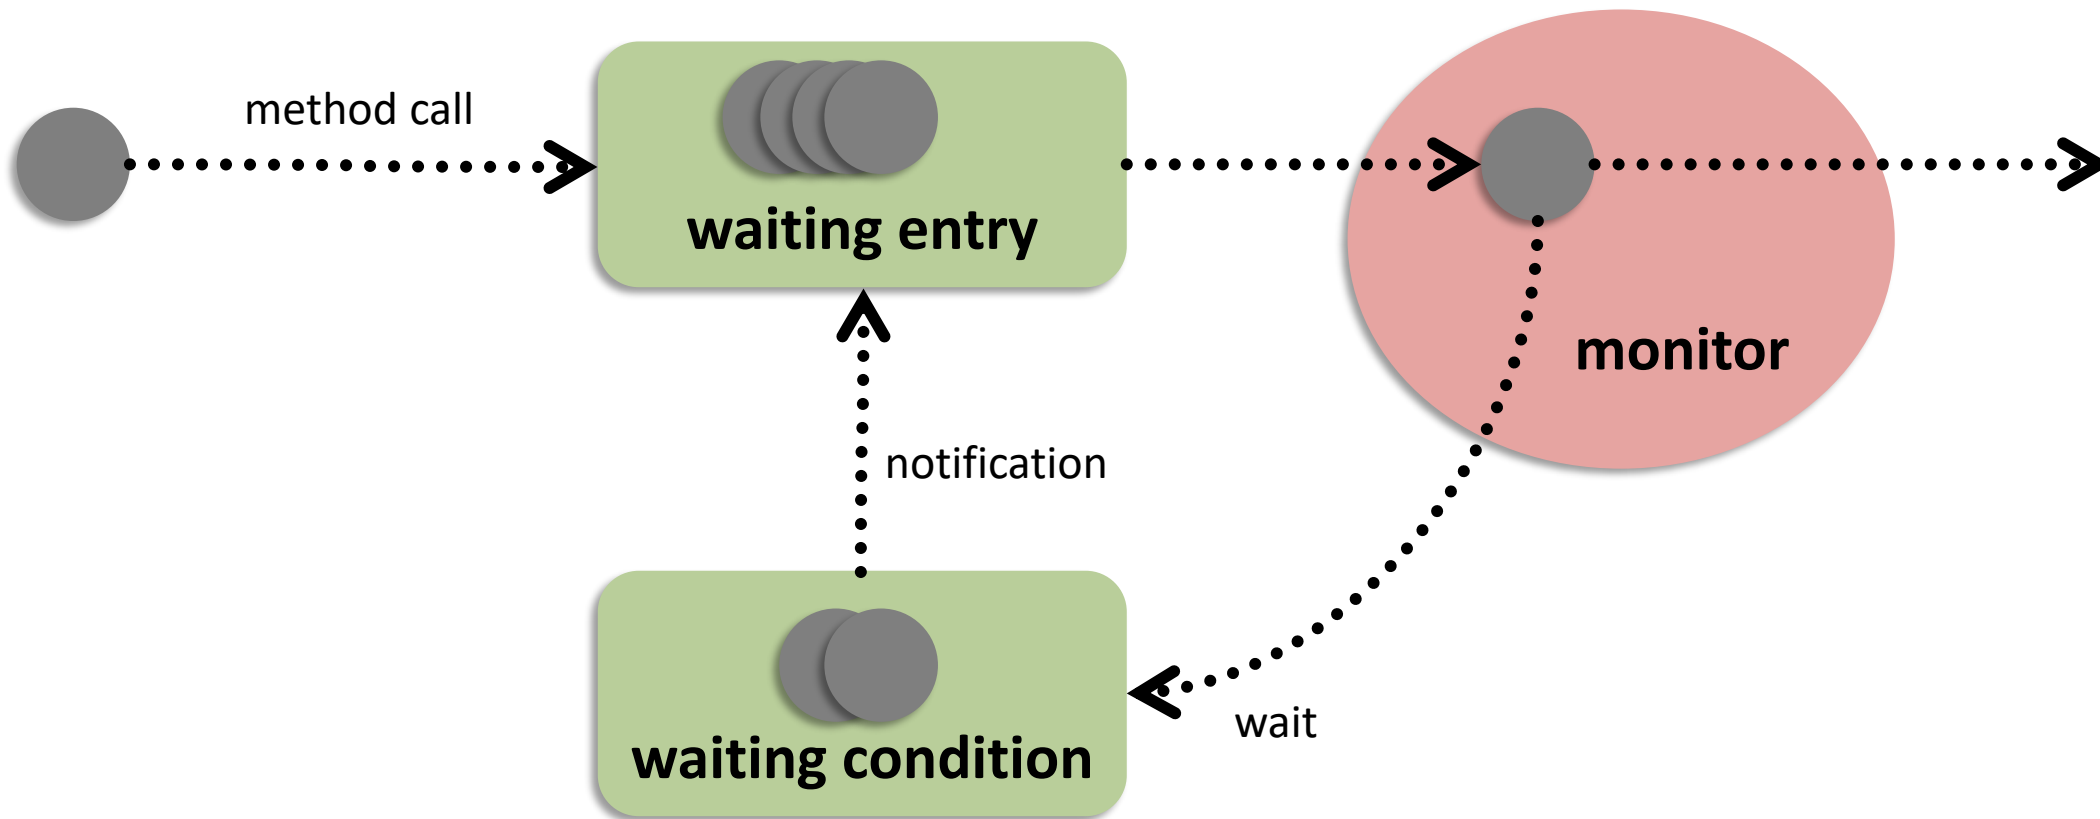 method call
waiting entry
monitor
notification
wait
waiting condition